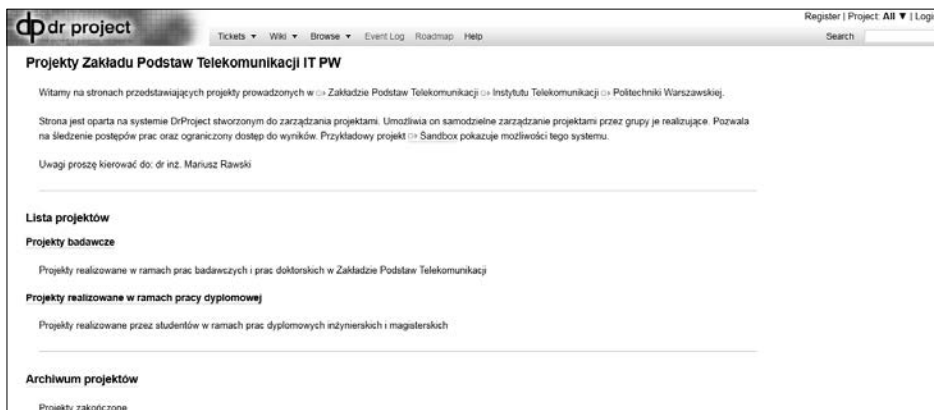 Register | Project: All ▼ | Login
dp dr project
Tickets ▼ Wiki ▼ Browse ▼ Event Log Roadmap Help Search
Projekty Zakładu Podstaw Telekomunikacji IT PW
Witamy na stronach przedstawiających projekty prowadzonych w Zakładzie Podstaw Telekomunikacji Instytutu Telekomunikacji Politechniki Warszawskiej.
Strona jest oparta na systemie DrProject stworzonym do zarządzania projektami. Umożliwia on samodzielne zarządzanie projektami przez grupy je realizujące. Pozwala
na śledzenie postępów prac oraz ograniczony dostęp do wyników. Przykładowy projekt Sandbox pokazuje możliwości tego systemu.
Uwagi proszę kierować do: dr inż. Mariusz Rawski
Lista projektów
Projekty badawcze
Projekty realizowane w ramach prac badawczych i prac doktorskich w Zakładzie Podstaw Telekomunikacji
Projekty realizowane w ramach pracy dyplomowej
Projekty realizowane przez studentów w ramach prac dyplomowych inżynierskich i magisterskich
Archiwum projektów
Projekty zakończone